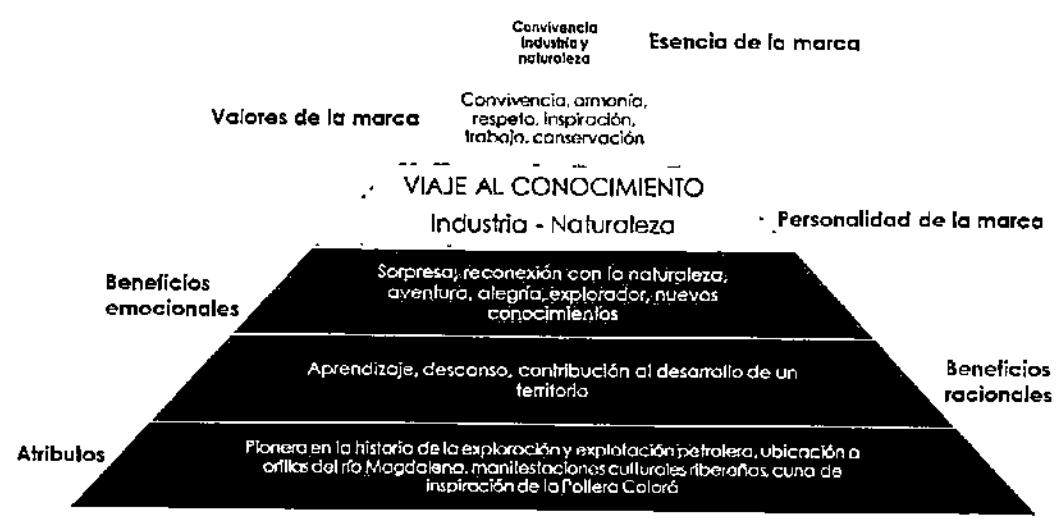 Convivencia
Industria y
naturaleza
Esencia de la marca
Valores de la marca
Convivencia, armonía,
respeto, inspiración,
trabajo, conservación
VIAJE AL CONOCIMIENTO
Industria - Naturaleza
Personalidad de la marca
Beneficios
emocionales
Sorpresa, reconexión con la naturaleza,
aventura, alegría, explorador, nuevos
conocimientos
Aprendizaje, descanso, contribución al desarrollo de un
territorio
Beneficios
racionales
Atributos
Pionera en la historia de la exploración y explotación petrolera, ubicación a
orillas del río Magdalena, manifestaciones culturales ribereñas, cuna de
inspiración de la Pollera Colorá